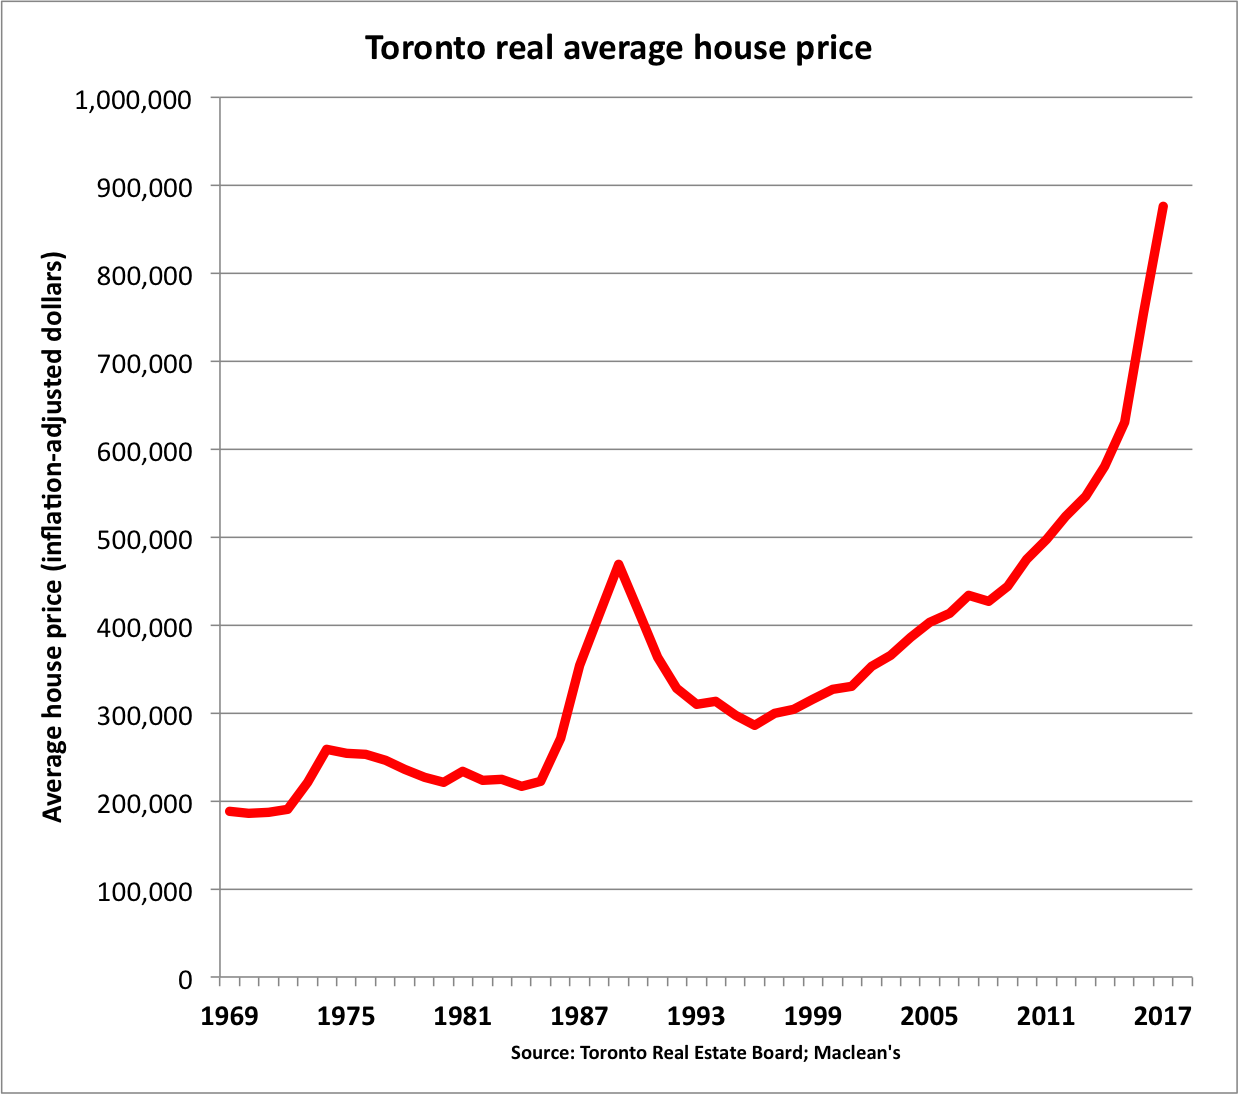 Toronto real average house price
1,000,000
900,000
800,000
700,000
600,000
500,000
400,000
300,000
200,000
100,000
0
Average house price (inflation-adjusted dollars)
1969 1975 1981 1987 1993 1999 2005 2011 2017
Source: Toronto Real Estate Board; Maclean's